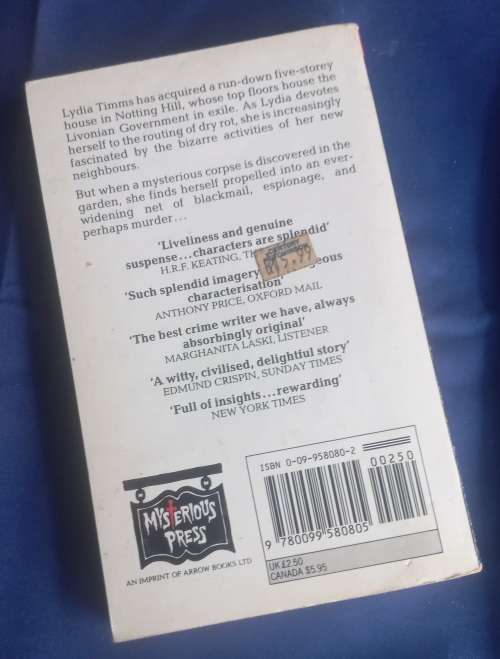 Lydia Timms has acquired a run-down five-storey
house in Notting Hill, whose top floors house the
Livonian Government in exile. As Lydia devotes
herself to the routing of dry rot, she is increasingly
fascinated by the bizarre activities of her new
neighbours.
But when a mysterious corpse is discovered in the
garden, she finds herself propelled into an ever-
widening net of blackmail, espionage, and
perhaps murder...
'Liveliness and genuine
suspense...characters are splendid'
H.R.F. KEATING,
'Such splendid imagery,
characterisation'
ANTHONY PRICE, OXFORD MAIL
'The best crime writer we have, always
absorbingly original'
MARGHANITA LASKI, LISTENER
'A witty, civilised, delightful story'
EDMUND CRISPIN, SUNDAY TIMES
'Full of insights...rewarding'
NEW YORK TIMES
MYSTERIOUS
PRESS
AN IMPRINT OF ARROW BOOKS LTD
ISBN 0-09-958080-2
00250
9 780099 580805
UK £2.50
CANADA $5.95